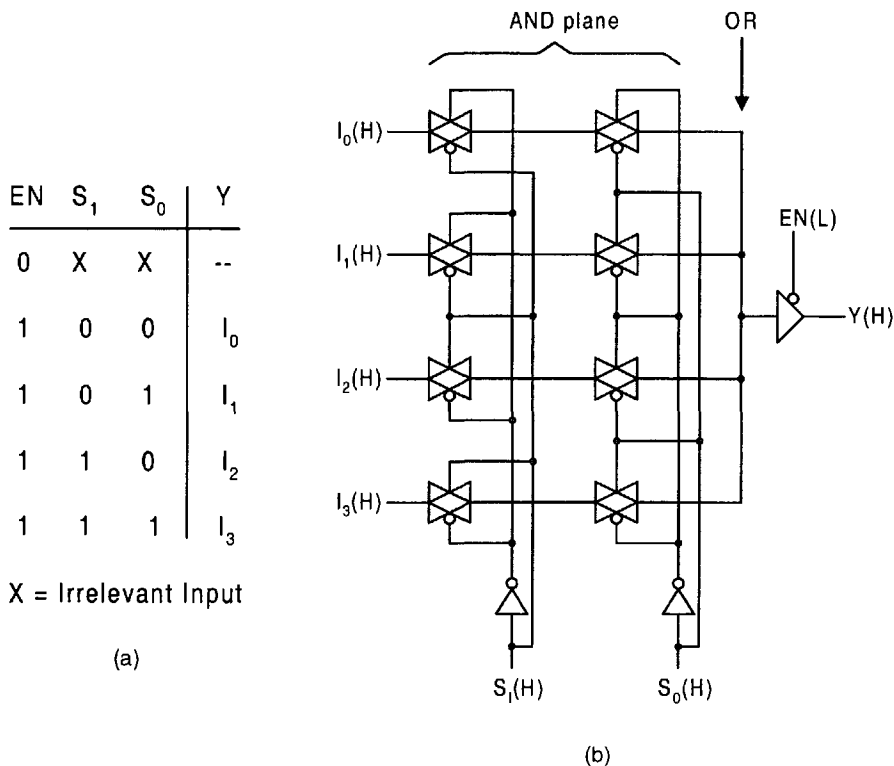 AND plane
OR
I₀(H)
I₁(H)
I₂(H)
I₃(H)
EN(L)
Y(H)
S₁(H)
S₀(H)
(b)
EN S₁ S₀ Y
0 X X --
1 0 0 I₀
1 0 1 I₁
1 1 0 I₂
1 1 1 I₃
X = Irrelevant Input
(a)